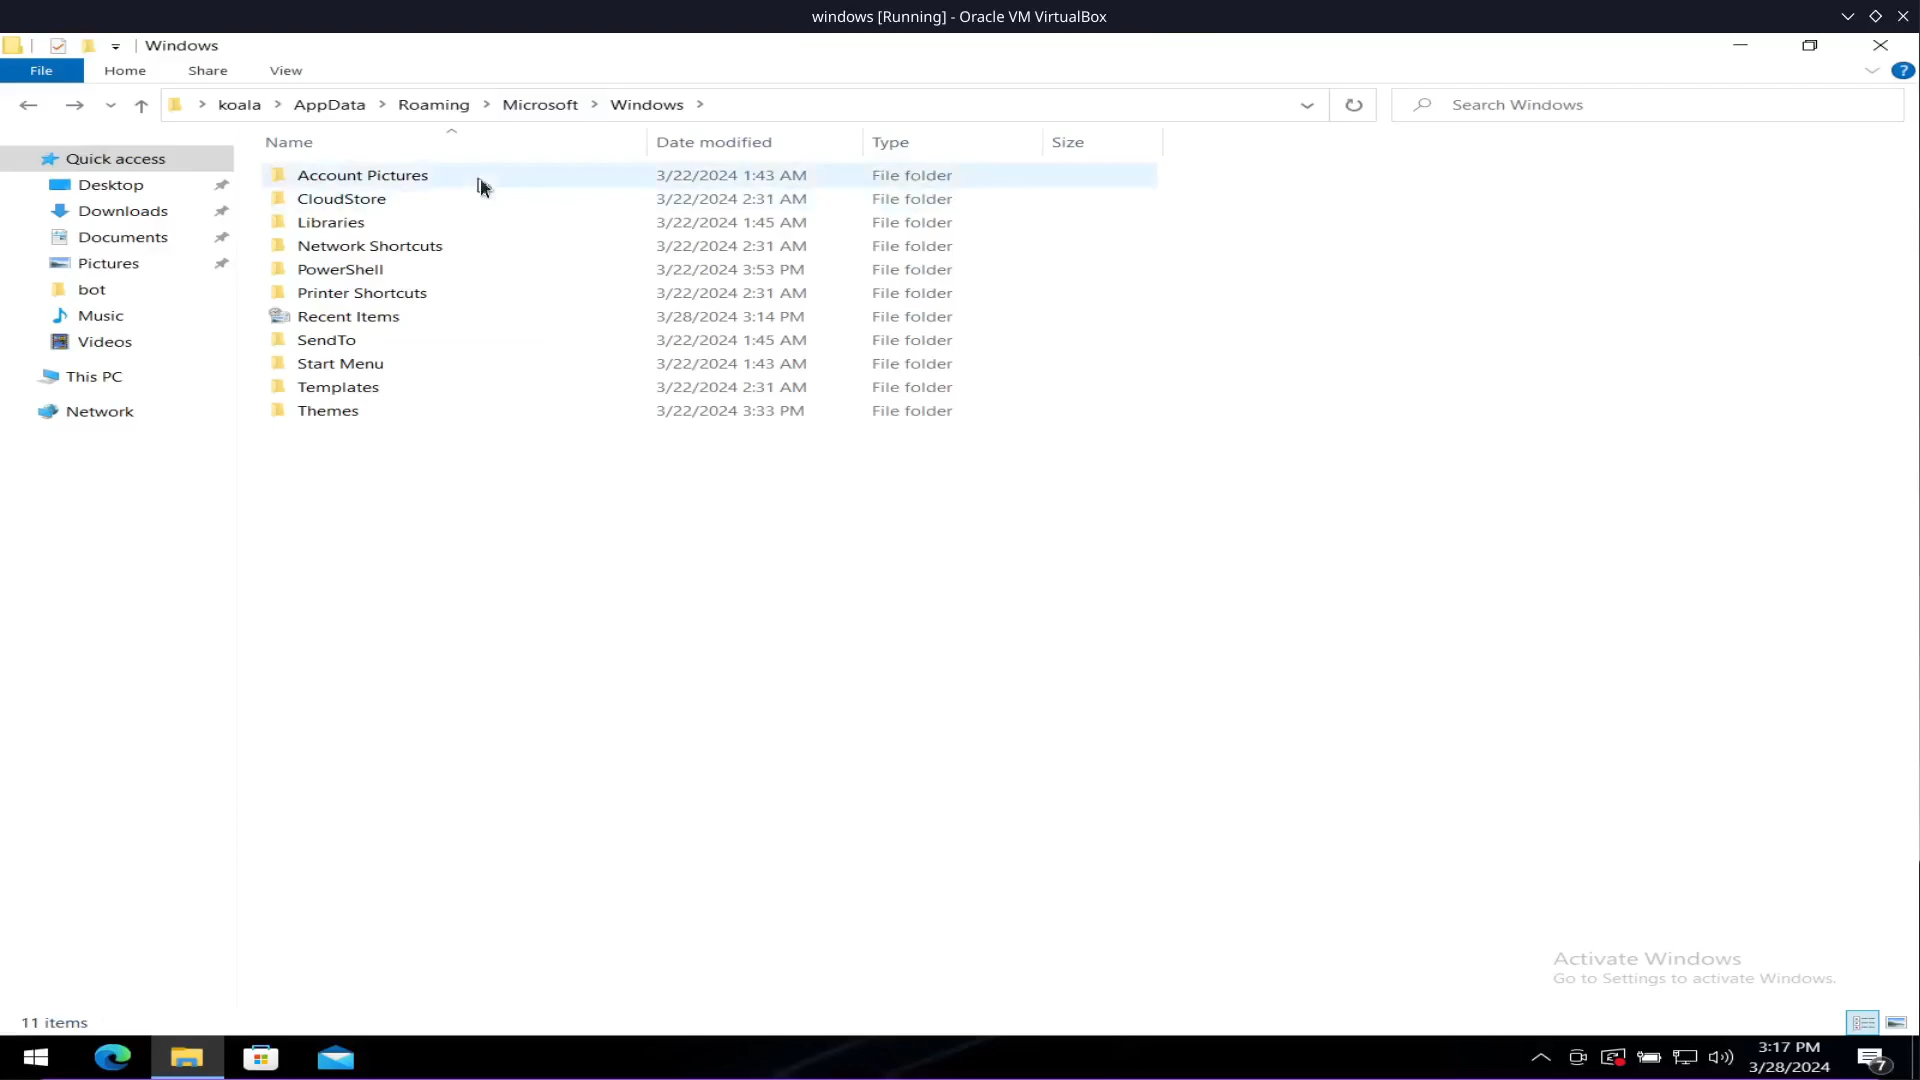 windows [Running] - Oracle VM VirtualBox
Windows
File Home Share View
koala > AppData > Roaming > Microsoft > Windows >
Search Windows
Name Date modified Type Size
Quick access
Desktop
Downloads
Documents
Pictures
bot
Music
Videos
This PC
Network
Account Pictures 3/22/2024 1:43 AM File folder
CloudStore 3/22/2024 2:31 AM File folder
Libraries 3/22/2024 1:45 AM File folder
Network Shortcuts 3/22/2024 2:31 AM File folder
PowerShell 3/22/2024 3:53 PM File folder
Printer Shortcuts 3/22/2024 2:31 AM File folder
Recent Items 3/28/2024 3:14 PM File folder
SendTo 3/22/2024 1:45 AM File folder
Start Menu 3/22/2024 1:43 AM File folder
Templates 3/22/2024 2:31 AM File folder
Themes 3/22/2024 3:33 PM File folder
Activate Windows
Go to Settings to activate Windows.
11 items
3:17 PM
3/28/2024
7